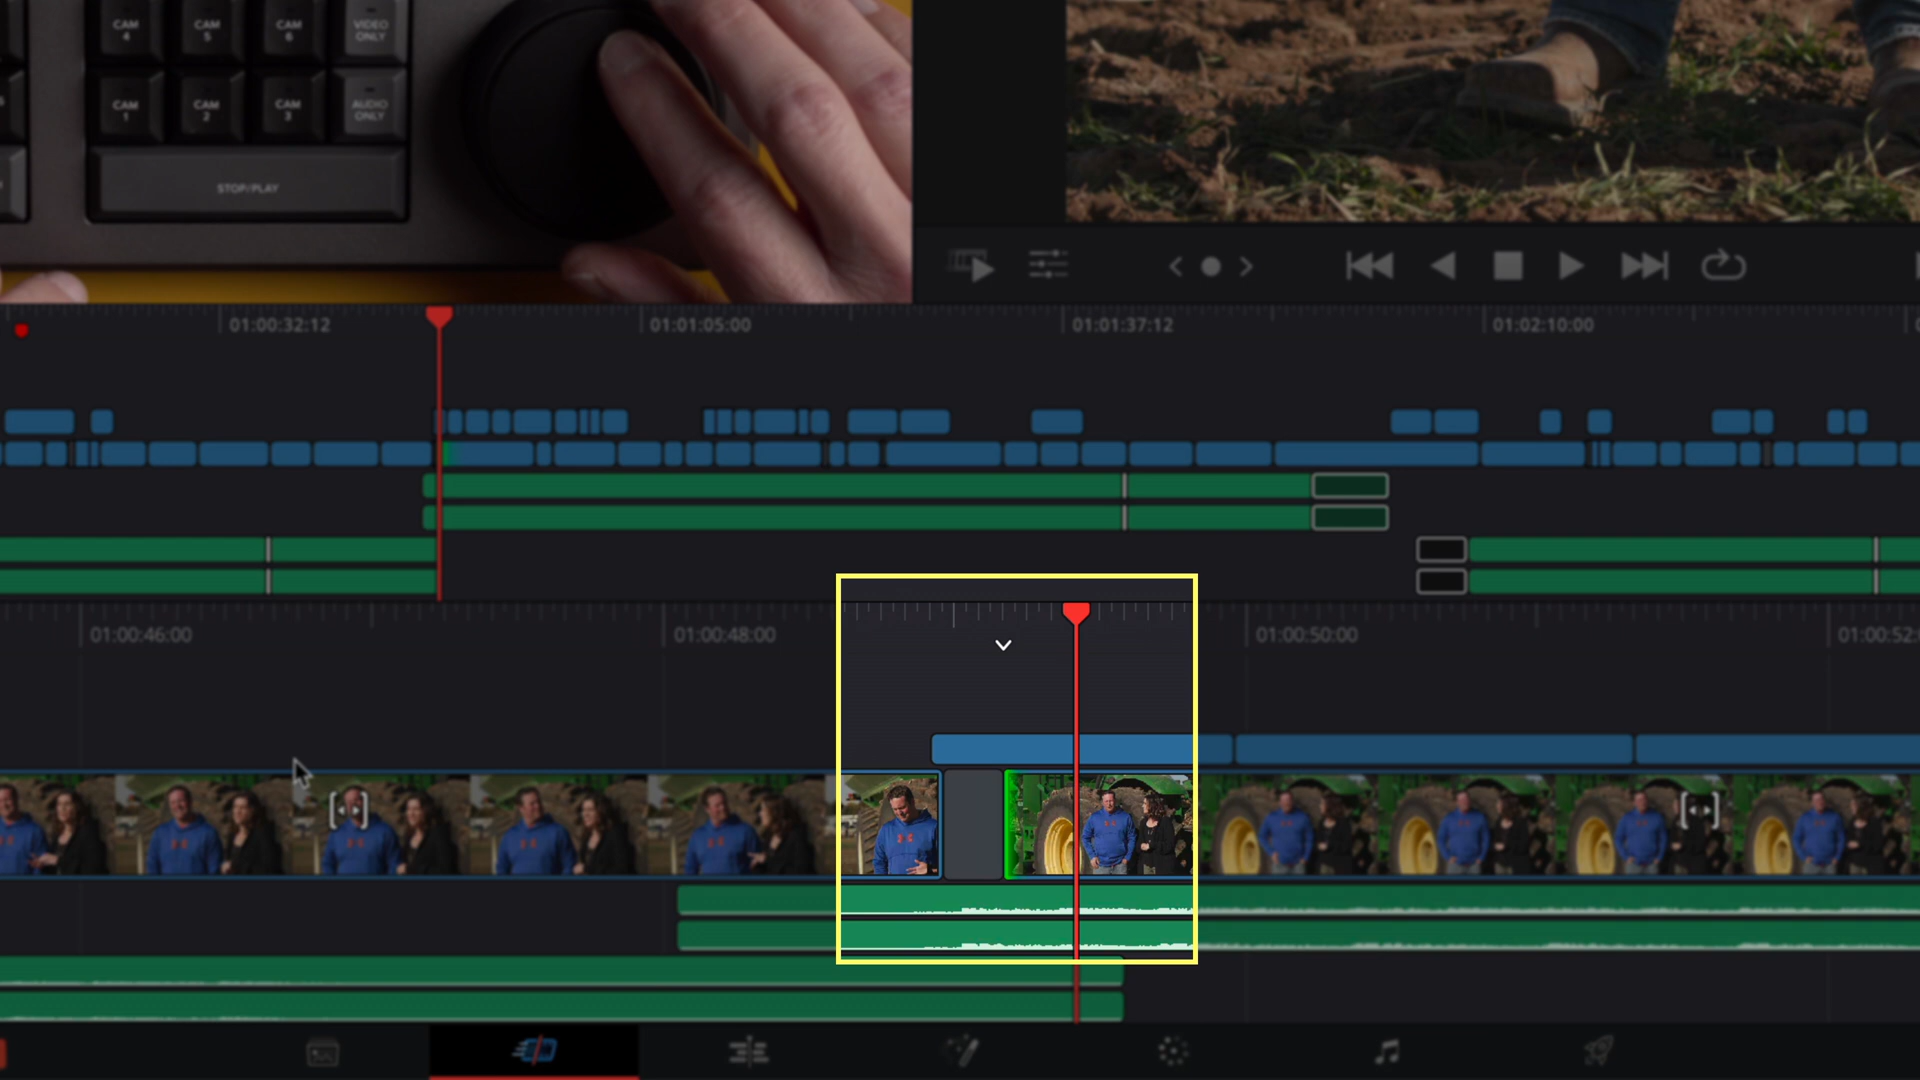 CAM 4
CAM 5
CAM 6
VIDEO ONLY
CAM 1
CAM 2
CAM 3
AUDIO ONLY
STOP/PLAY
01:00:32:12
01:01:05:00
01:01:37:12
01:02:10:00
01:00:46:00
01:00:48:00
01:00:50:00
01:00:52: